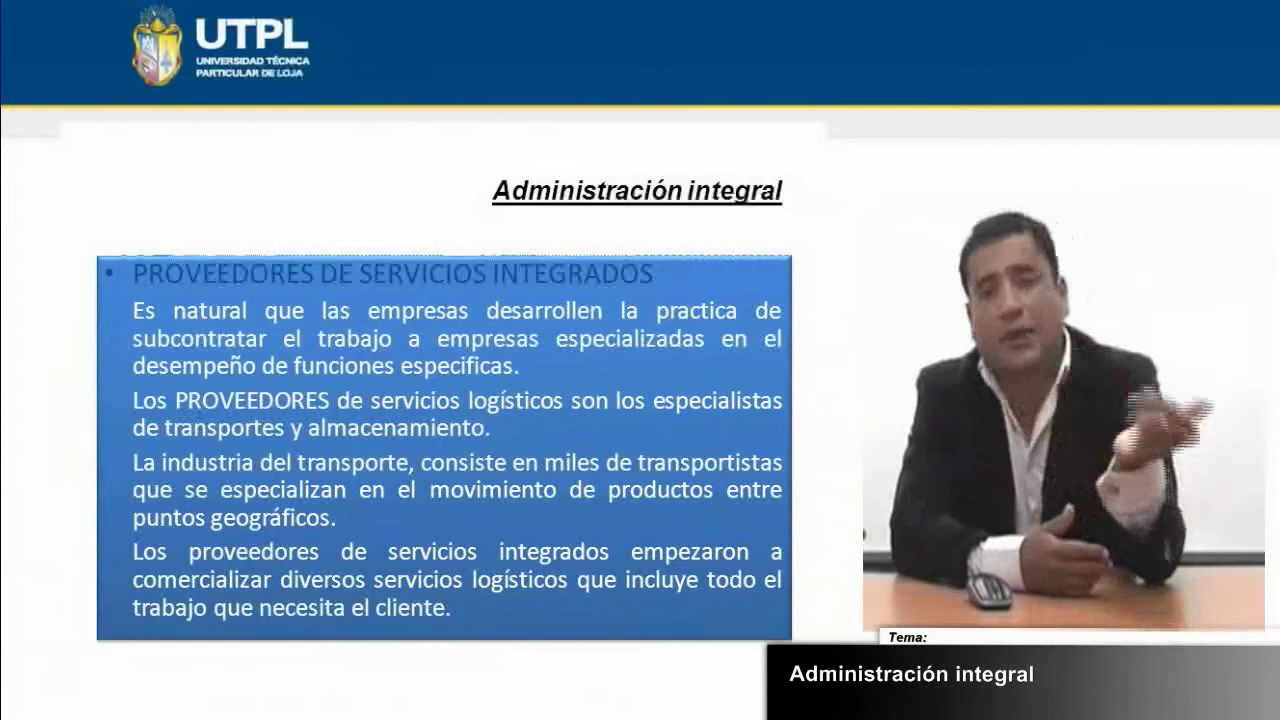 UTPL
UNIVERSIDAD TÉCNICA
PARTICULAR DE LOJA
Administración integral
• PROVEEDORES DE SERVICIOS INTEGRADOS
Es natural que las empresas desarrollen la practica de
subcontratar el trabajo a empresas especializadas en el
desempeño de funciones especificas.
Los PROVEEDORES de servicios logísticos son los especialistas
de transportes y almacenamiento.
La industria del transporte, consiste en miles de transportistas
que se especializan en el movimiento de productos entre
puntos geográficos.
Los proveedores de servicios integrados empezaron a
comercializar diversos servicios logísticos que incluye todo el
trabajo que necesita el cliente.
Tema:
Administración integral